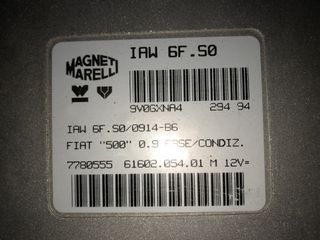 IAW 6F.S0
MAGNETI
MARELLI
9V0GXNA4 294 94
IAW 6F.S0/0914-B6
FIAT "500" 0.9 BASE/CONDIZ.
7780555 61602.054.01 M 12V=